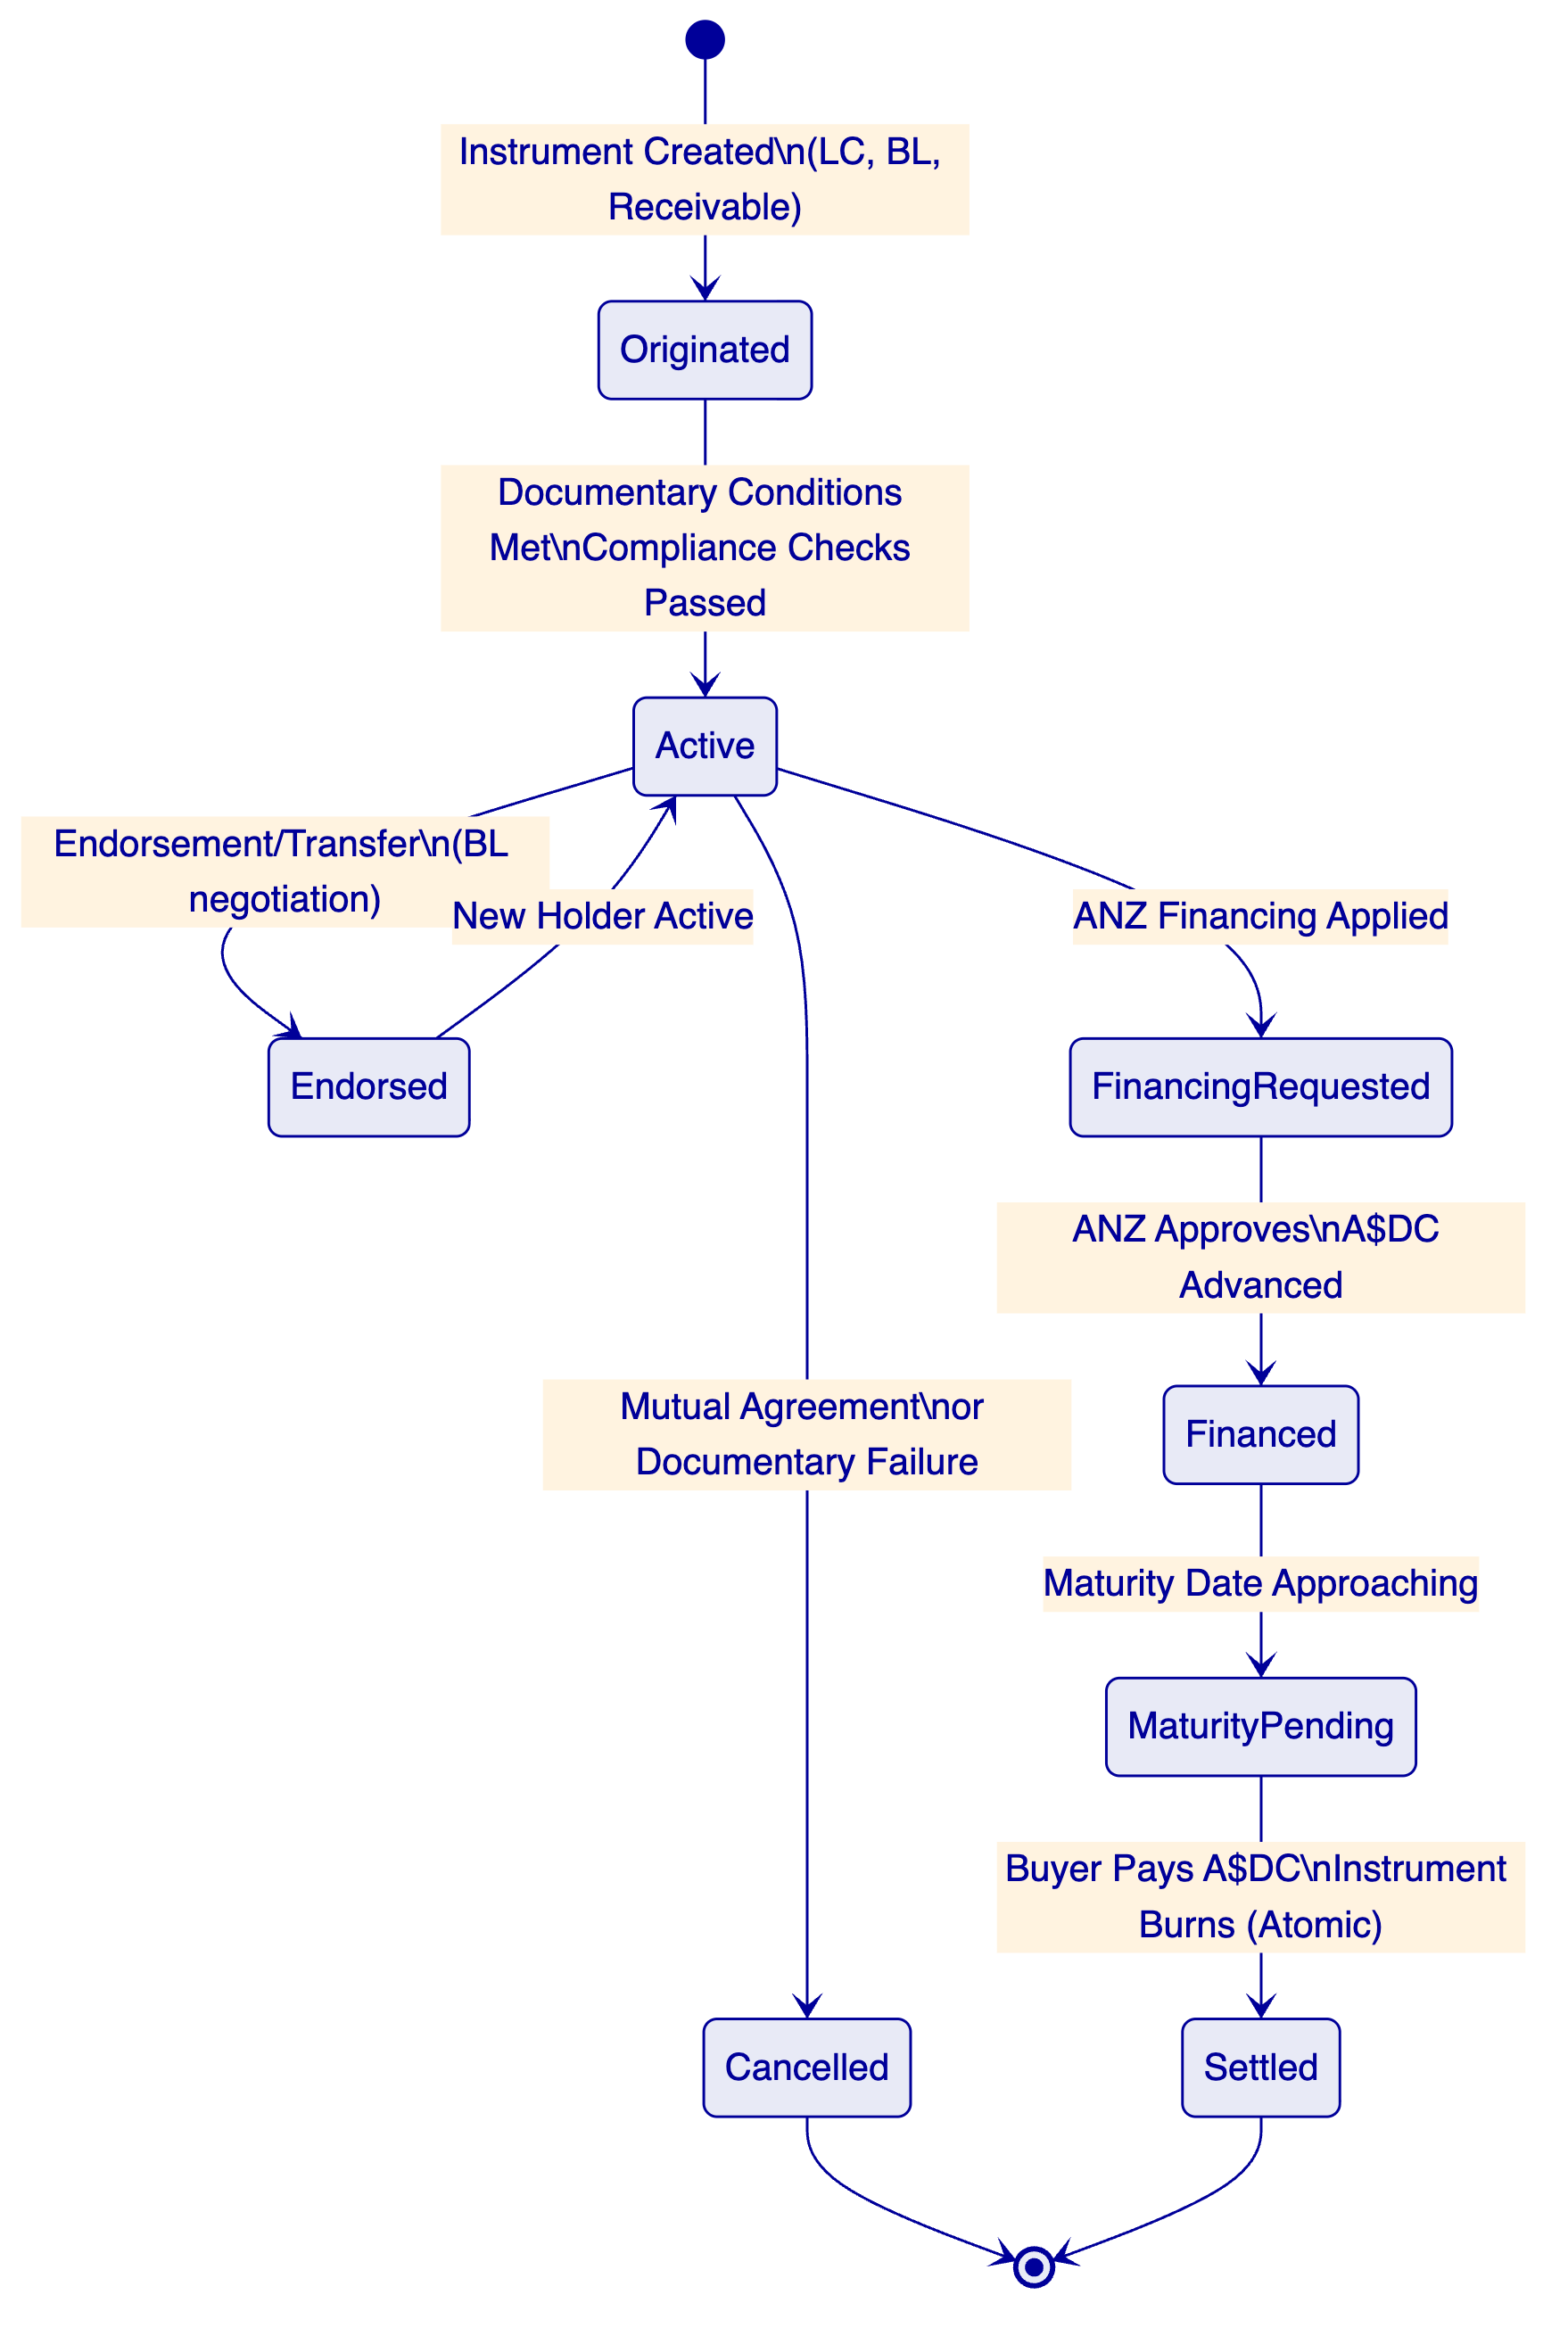 Instrument Created\n(LC, BL,
Receivable)
Originated
Documentary Conditions
Met\nCompliance Checks
Passed
Active
Endorsement/Transfer\n(BL
negotiation)
New Holder Active
ANZ Financing Applied
Endorsed
FinancingRequested
ANZ Approves\nA$DC
Advanced
Mutual Agreement\nor
Documentary Failure
Financed
Maturity Date Approaching
MaturityPending
Buyer Pays A$DC\nInstrument
Burns (Atomic)
Cancelled
Settled